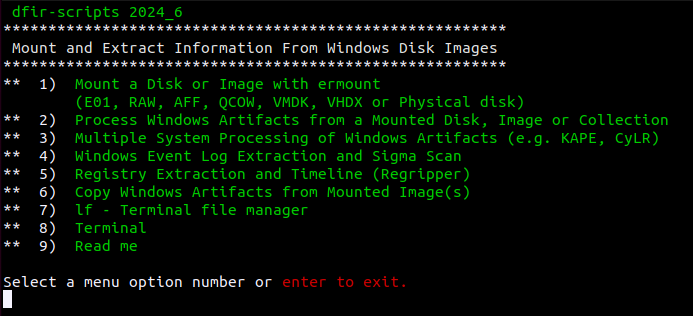 dfir-scripts 2024_6
********************************************************
Mount and Extract Information From Windows Disk Images
********************************************************
**  1)  Mount a Disk or Image with ermount
(E01, RAW, AFF, QCOW, VMDK, VHDX or Physical disk)
**  2)  Process Windows Artifacts from a Mounted Disk, Image or Collection
**  3)  Multiple System Processing of Windows Artifacts (e.g. KAPE, CyLR)
**  4)  Windows Event Log Extraction and Sigma Scan
**  5)  Registry Extraction and Timeline (Regripper)
**  6)  Copy Windows Artifacts from Mounted Image(s)
**  7)  lf - Terminal file manager
**  8)  Terminal
**  9)  Read me
Select a menu option number or enter to exit.